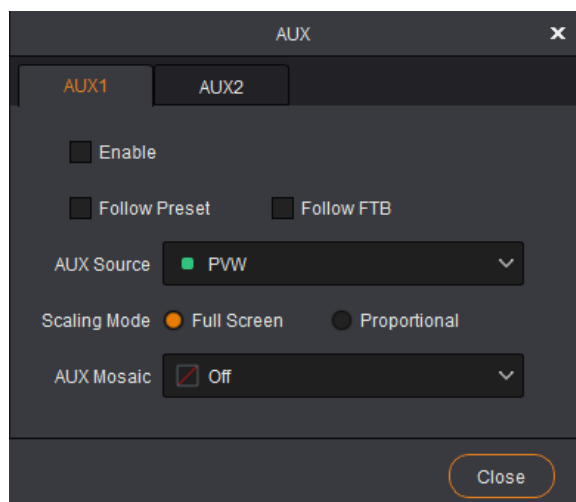 AUX
AUX1
AUX2
Enable
Follow Preset
Follow FTB
AUX Source
PVW
Scaling Mode
Full Screen
Proportional
AUX Mosaic
Off
Close